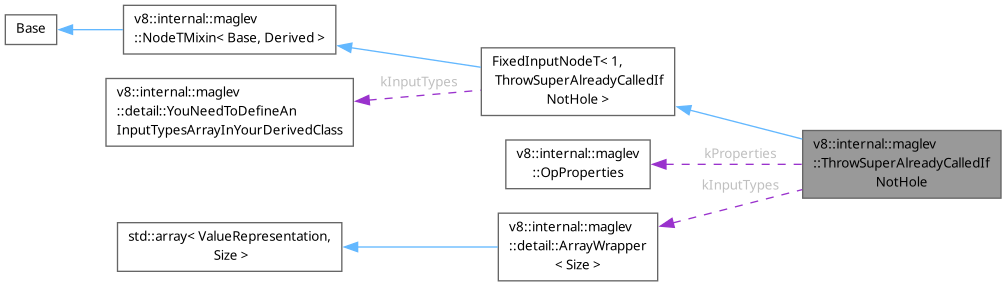 Base
v8::internal::maglev
::NodeTMixin< Base, Derived >
v8::internal::maglev
::detail::YouNeedToDefineAn
InputTypesArrayInYourDerivedClass
kInputTypes
FixedInputNodeT< 1,
ThrowSuperAlreadyCalledIf
NotHole >
v8::internal::maglev
::OpProperties
kProperties
kInputTypes
v8::internal::maglev
::ThrowSuperAlreadyCalledIf
NotHole
std::array< ValueRepresentation,
Size >
v8::internal::maglev
::detail::ArrayWrapper
< Size >